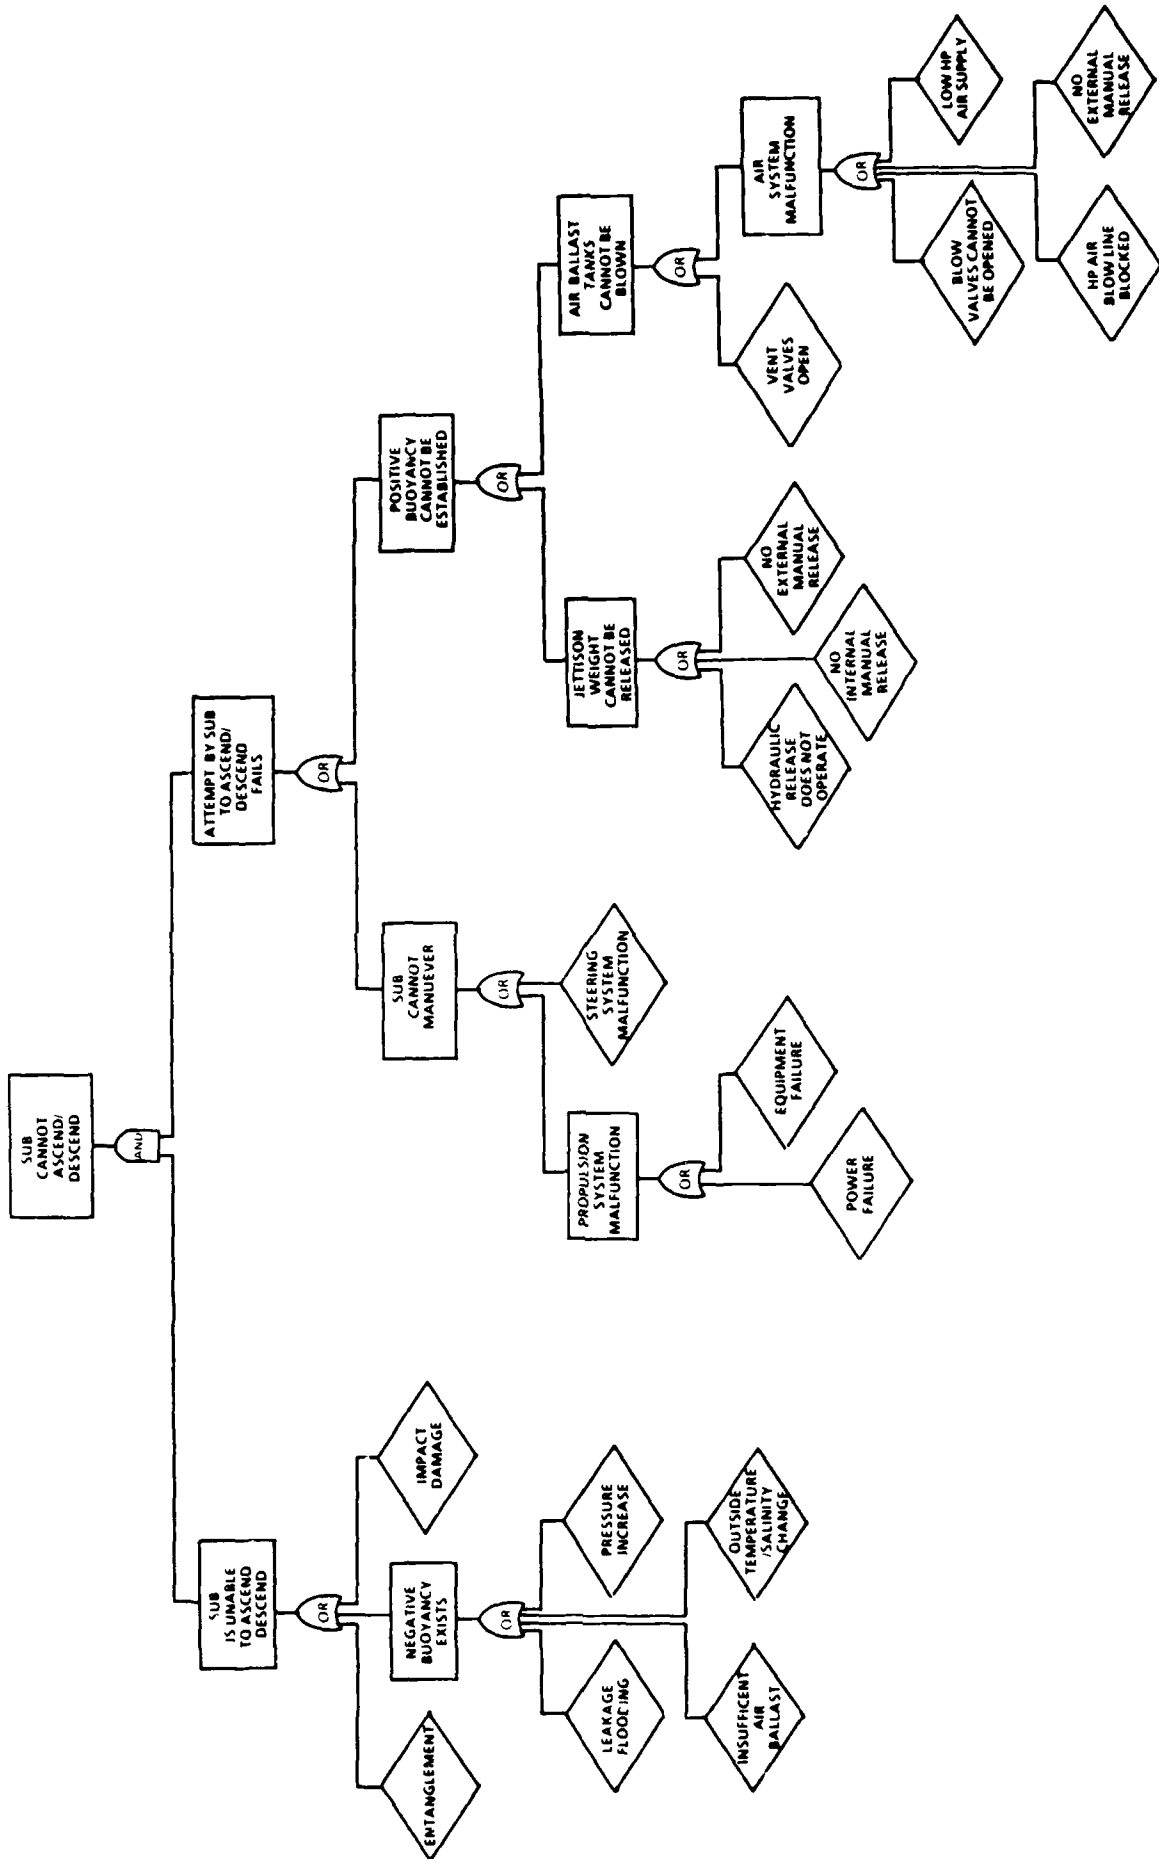 SUB
CANNOT
ASCEND/
DESCEND
AND
SUB
IS UNABLE
TO ASCEND
DESCEND
OR
ATTEMPT BY SUB
TO ASCEND/
DESCEND
FAILS
OR
ENTANGLEMENT
NEGATIVE
BUOYANCY
EXISTS
OR
IMPACT
DAMAGE
SUB
CANNOT
MANUEVER
OR
POSITIVE
BUOYANCY
CANNOT BE
ESTABLISHED
OR
LEAKAGE
FLOODING
PRESSURE
INCREASE
INSUFFICENT
AIR
BALLAST
OUTSIDE
TEMPERATURE
/SALINITY
CHANGE
PROPULSION
SYSTEM
MALFUNCTION
OR
STEERING
SYSTEM
MALFUNCTION
POWER
FAILURE
EQUIPMENT
FAILURE
JETTISON
WEIGHT
CANNOT BE
RELEASED
OR
AIR BALLAST
TANKS
CANNOT BE
BLOWN
OR
HYDRAULIC
RELEASE
DOES NOT
OPERATE
NO
INTERNAL
MANUAL
RELEASE
NO
EXTERNAL
MANUAL
RELEASE
VENT
VALVES
OPEN
AIR
SYSTEM
MALFUNCTION
OR
BLOW
VALVES CANNOT
BE OPENED
LOW HP
AIR SUPPLY
HP AIR
BLOW LINE
BLOCKED
NO
EXTERNAL
MANUAL
RELEASE